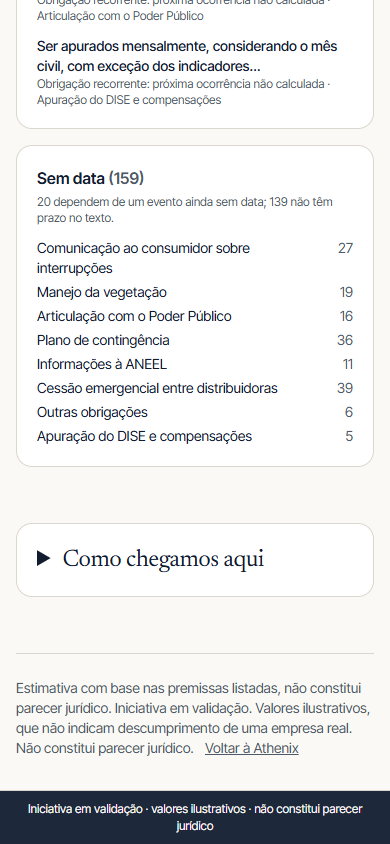 Obrigação recorrente: próxima ocorrência não calculada ·
Articulação com o Poder Público
Ser apurados mensalmente, considerando o mês
civil, com exceção dos indicadores...
Obrigação recorrente: próxima ocorrência não calculada ·
Apuração do DISE e compensações
Sem data (159)
20 dependem de um evento ainda sem data; 139 não têm
prazo no texto.
Comunicação ao consumidor sobre 27
interrupções
Manejo da vegetação 19
Articulação com o Poder Público 16
Plano de contingência 36
Informações à ANEEL 11
Cessão emergencial entre distribuidoras 39
Outras obrigações 6
Apuração do DISE e compensações 5
Como chegamos aqui
Estimativa com base nas premissas listadas, não constitui
parecer jurídico. Iniciativa em validação. Valores ilustrativos,
que não indicam descumprimento de uma empresa real.
Não constitui parecer jurídico. Voltar à Athenix
Iniciativa em validação · valores ilustrativos · não constitui parecer
jurídico